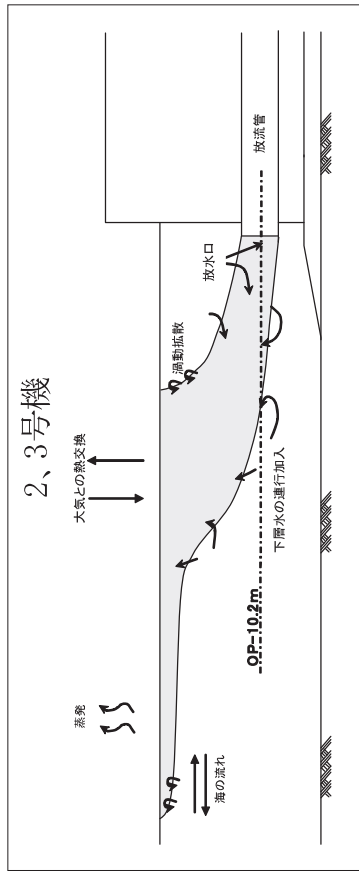 2、3号機
大気との熱交換
蒸発
渦動拡散
放水口
放流管
海の流れ
下層水の連行加入
OP-10.2m